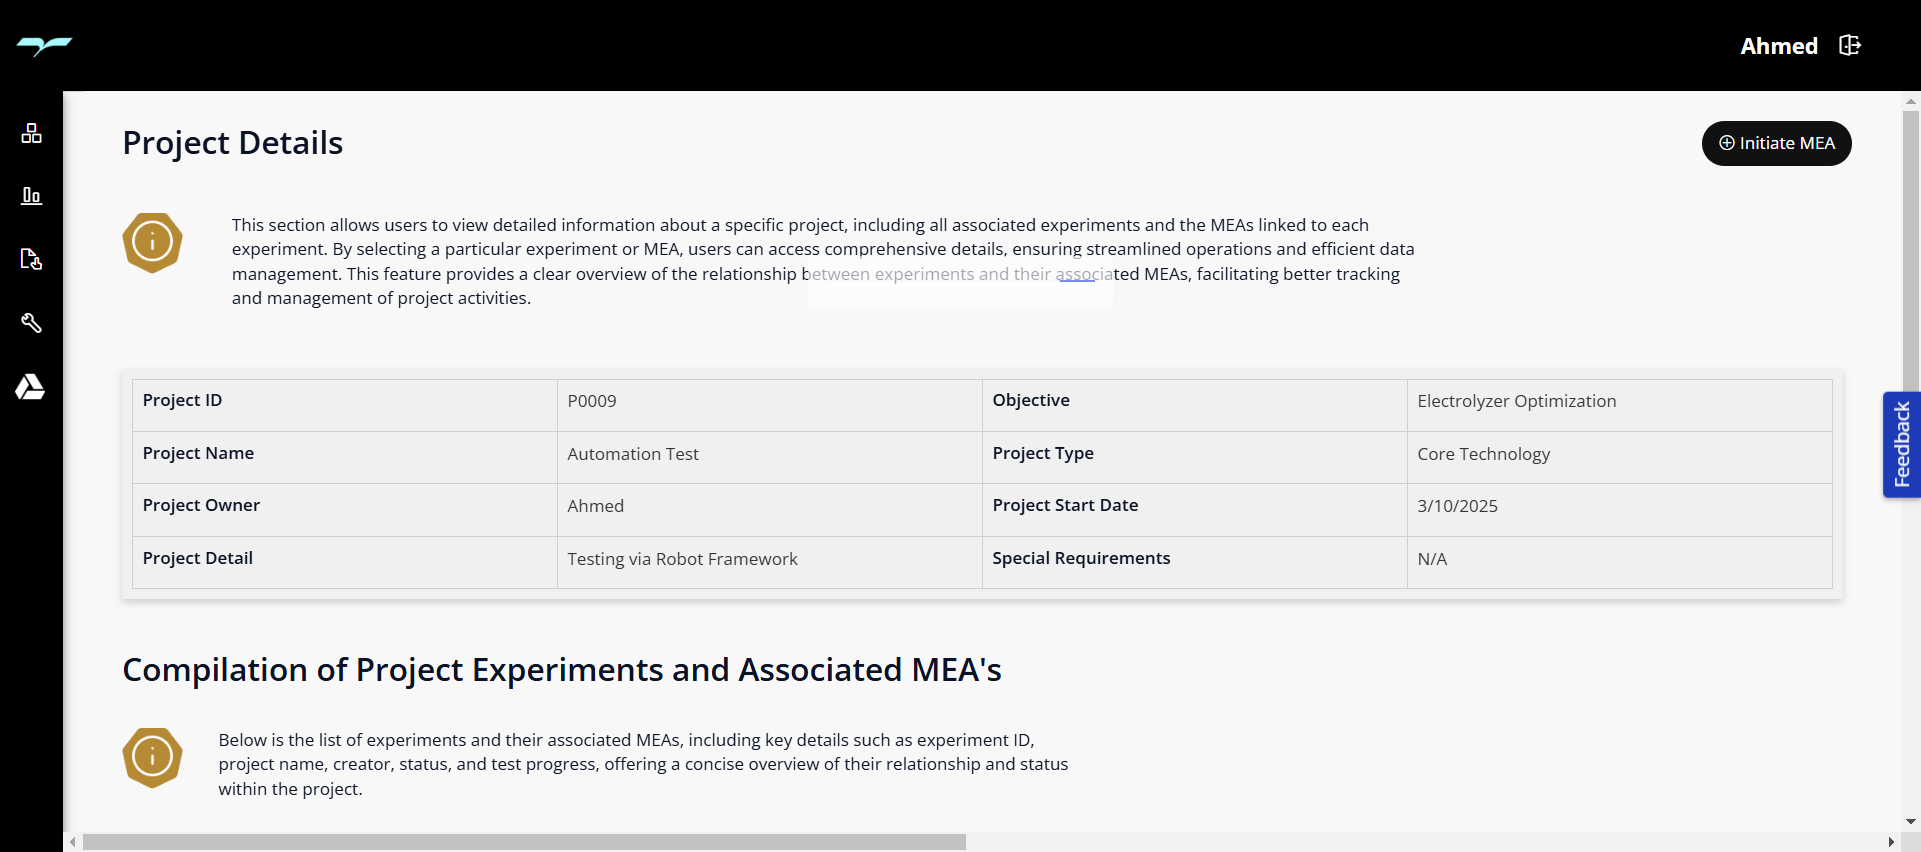 Ahmed
Project Details
Initiate MEA
This section allows users to view detailed information about a specific project, including all associated experiments and the MEAs linked to each
experiment. By selecting a particular experiment or MEA, users can access comprehensive details, ensuring streamlined operations and efficient data
management. This feature provides a clear overview of the relationship between experiments and their associated MEAs, facilitating better tracking
and management of project activities.
Project ID P0009 Objective Electrolyzer Optimization
Project Name Automation Test Project Type Core Technology
Project Owner Ahmed Project Start Date 3/10/2025
Project Detail Testing via Robot Framework Special Requirements N/A
Feedback
Compilation of Project Experiments and Associated MEA's
Below is the list of experiments and their associated MEAs, including key details such as experiment ID,
project name, creator, status, and test progress, offering a concise overview of their relationship and status
within the project.